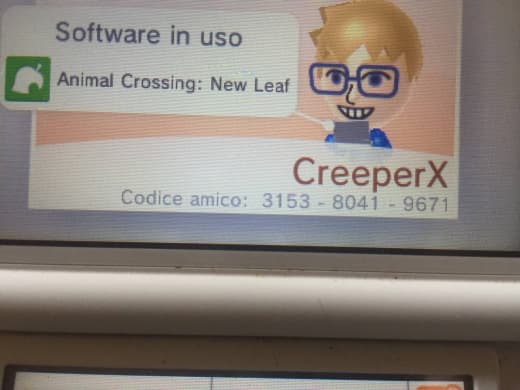 Software in uso
Animal Crossing: New Leaf
CreeperX
Codice amico: 3153 - 8041 - 9671